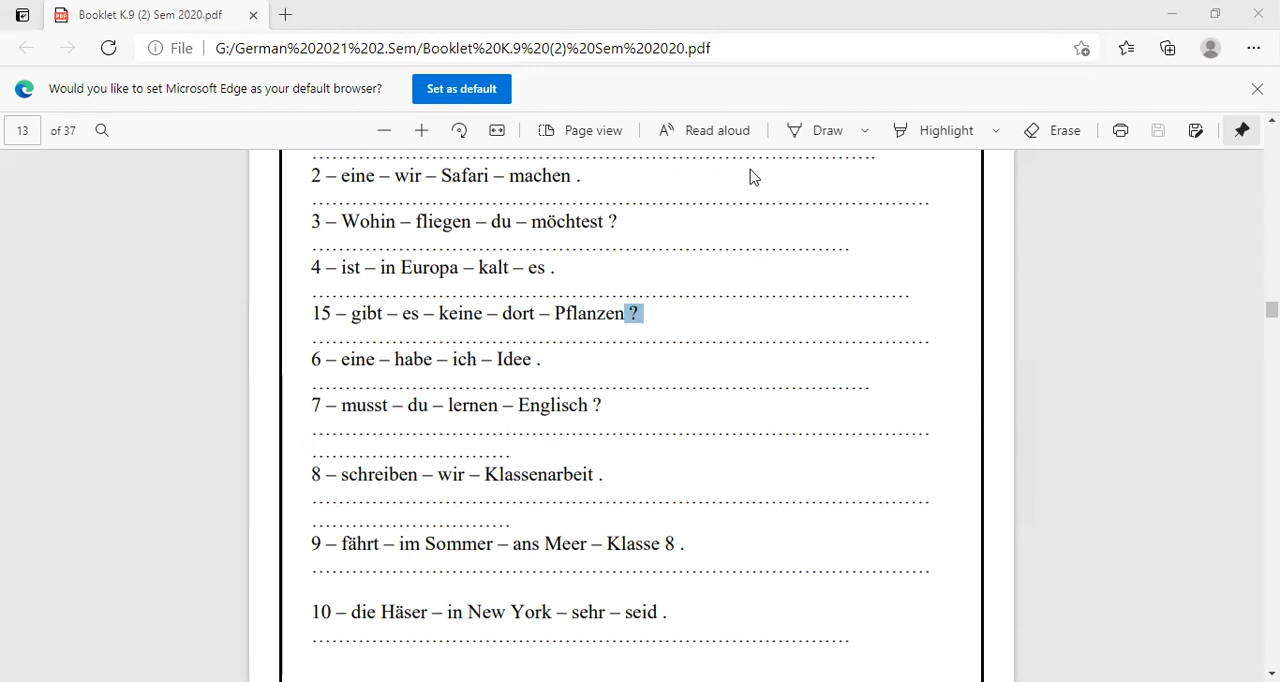 Booklet K.9 (2) Sem 2020.pdf
File G:/German%202021%202.Sem/Booklet%20K.9%20(2)%20Sem%202020.pdf
Would you like to set Microsoft Edge as your default browser? Set as default
13 of 37 Page view Read aloud Draw Highlight Erase
2 – eine – wir – Safari – machen .
3 – Wohin – fliegen – du – möchtest ?
4 – ist – in Europa – kalt – es .
15 – gibt – es – keine – dort – Pflanzen ?
6 – eine – habe – ich – Idee .
7 – musst – du – lernen – Englisch ?
8 – schreiben – wir – Klassenarbeit .
9 – fährt – im Sommer – ans Meer – Klasse 8 .
10 – die Häser – in New York – sehr – seid .